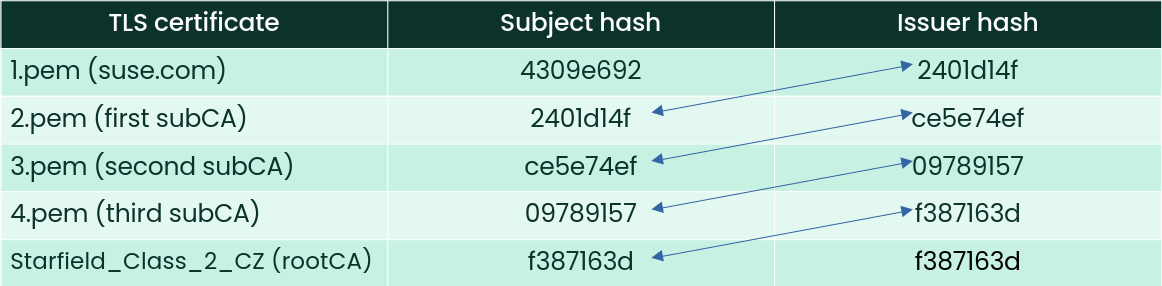 TLS certificate Subject hash Issuer hash
1.pem (suse.com) 4309e692 2401d14f
2.pem (first subCA) 2401d14f ce5e74ef
3.pem (second subCA) ce5e74ef 09789157
4.pem (third subCA) 09789157 f387163d
Starfield_Class_2_CZ (rootCA) f387163d f387163d